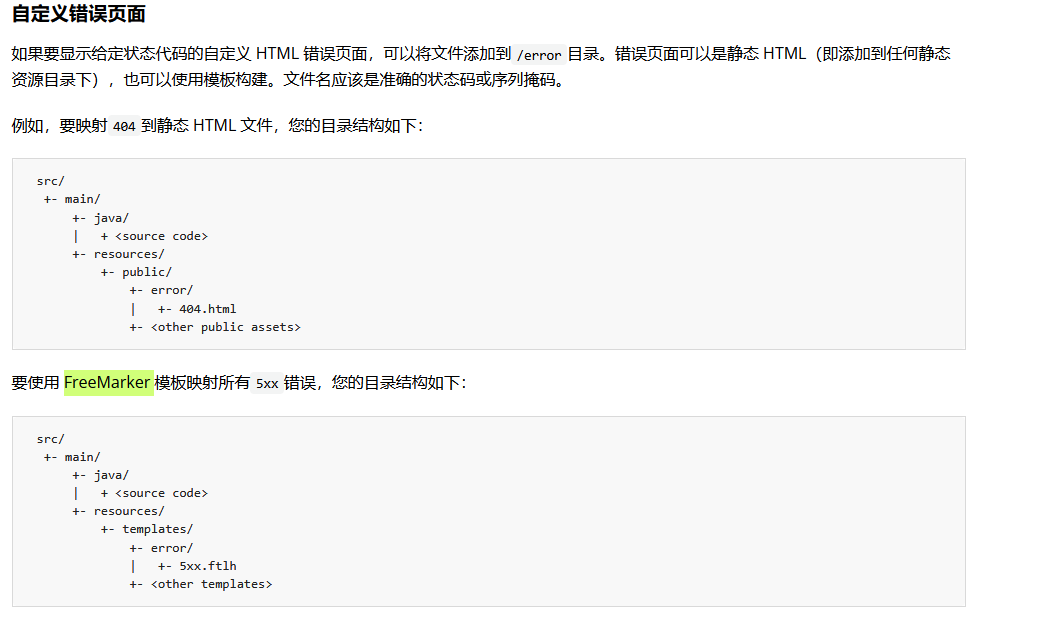 自定义错误页面
如果要显示给定状态代码的自定义 HTML 错误页面，可以将文件添加到 /error 目录。错误页面可以是静态 HTML（即添加到任何静态
资源目录下），也可以使用模板构建。文件名应该是准确的状态码或序列掩码。
例如，要映射 404 到静态 HTML 文件，您的目录结构如下：
src/
 +- main/
     +- java/
     |   + <source code>
     +- resources/
         +- public/
             +- error/
             |   +- 404.html
             +- <other public assets>
要使用 FreeMarker 模板映射所有 5xx 错误，您的目录结构如下：
src/
 +- main/
     +- java/
     |   + <source code>
     +- resources/
         +- templates/
             +- error/
             |   +- 5xx.ftlh
             +- <other templates>